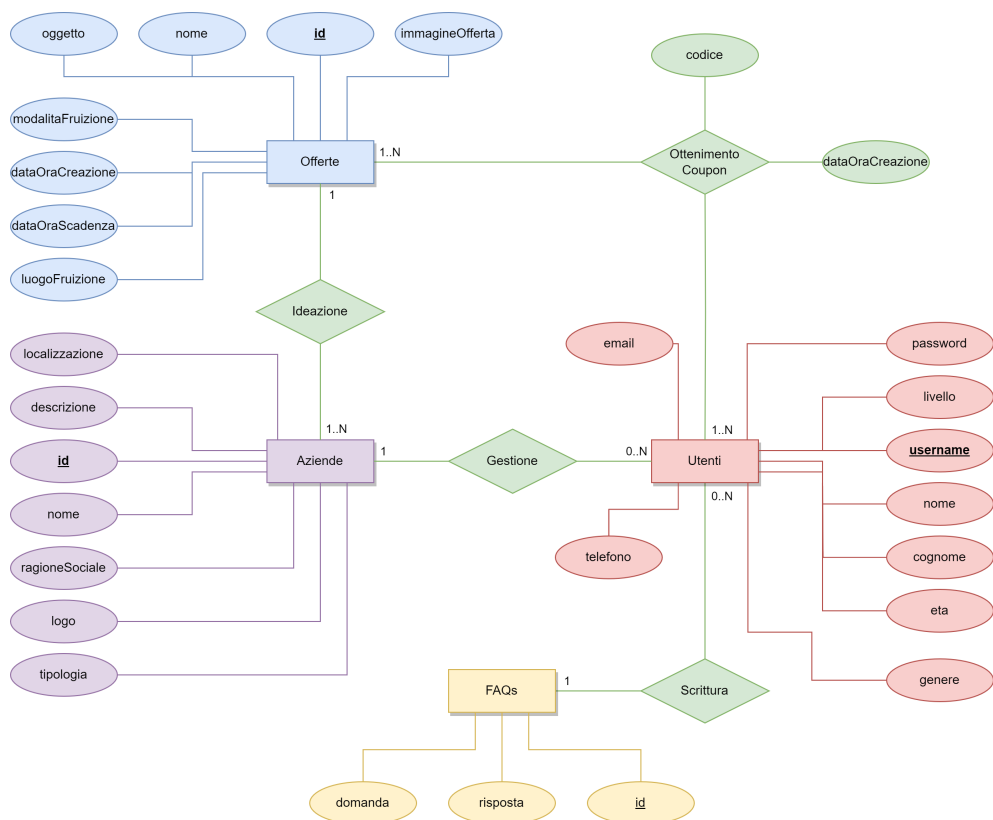 oggetto
nome
id
immagineOfferta
codice
modalitaFruizione
dataOraCreazione
dataOraScadenza
luogoFruizione
Offerte
1..N
1
Ottenimento
Coupon
dataOraCreazione
Ideazione
localizzazione
descrizione
id
nome
ragioneSociale
logo
tipologia
1..N
Aziende
1
Gestione
0..N
email
1..N
Utenti
0..N
telefono
password
livello
username
nome
cognome
eta
genere
FAQs
1
Scrittura
domanda
risposta
id